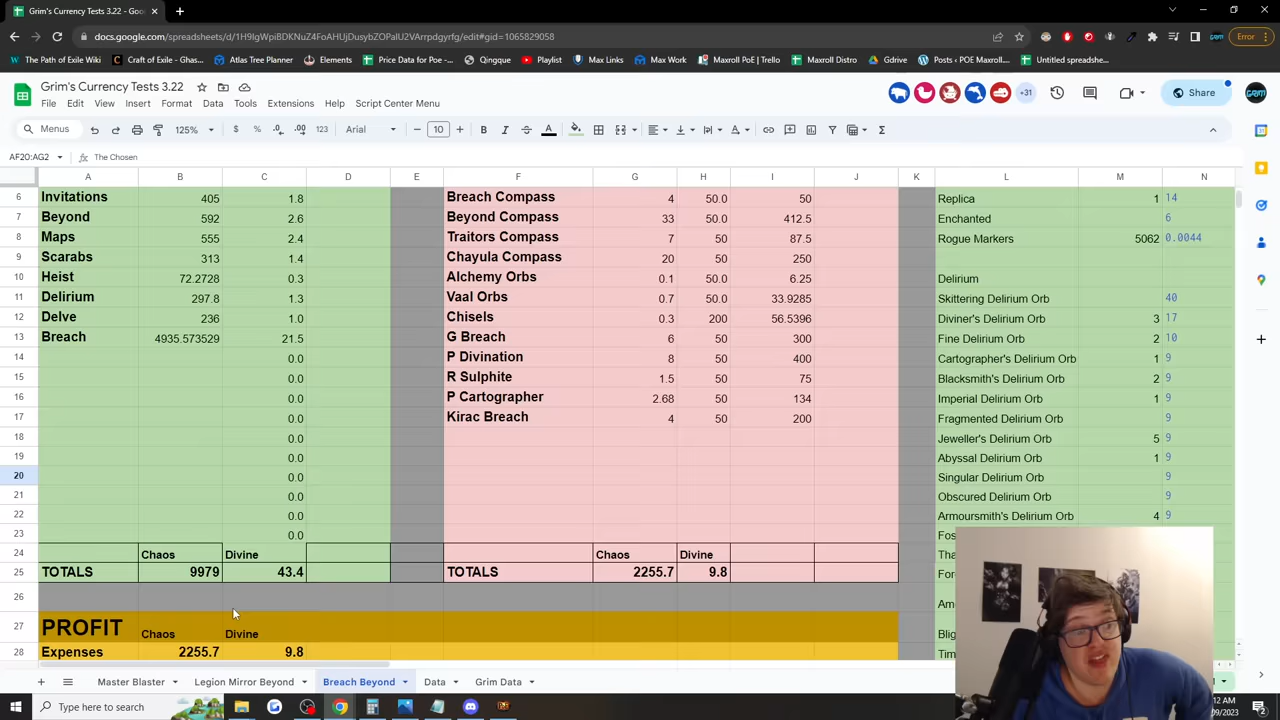 Grim's Currency Tests 3.22 -
docs.google.com/spreadsheets/d/1H9IgWpiBDKNuZ4FoAHUjDusybZOPalU2VArrpdgyrfg/edit#gid=1065829058
Error
The Path of Exile Wiki
Craft of Exile - Ghas...
Atlas Tree Planner
Payments
Price Data for Poe -...
Qingque
Playlist
Max Links
Max Work
MaxrollPoE | Trello
Maxroll Distro
Gdrive
Posts ‹ POE Maxroll...
Untitled spreadshe...
Grim's Currency Tests 3.22
File Edit View Insert Format Data Tools Extensions Help Script Center Menu
+31
Share
GRIM
Menus 125% $ % .0 .00 123 Arial 10 B I A
AF20:AG2 The Chosen
A B C D E F G H I J K L M N
6 Invitations 405 1.8 Breach Compass 4 50.0 50 Replica 1 14
7 Beyond 592 2.6 Beyond Compass 33 50.0 412.5 Enchanted 6
8 Maps 555 2.4 Traitors Compass 7 50 87.5 Rogue Markers 5062 0.0044
9 Scarabs 313 1.4 Chayula Compass 20 50 250
10 Heist 72.2728 0.3 Alchemy Orbs 0.1 50.0 6.25 Delirium
11 Delirium 297.8 1.3 Vaal Orbs 0.7 50.0 33.9285 Skittering Delirium Orb 40
12 Delve 236 1.0 Chisels 0.3 200 56.5396 Diviner's Delirium Orb 3 17
13 Breach 4935.573529 21.5 G Breach 6 50 300 Fine Delirium Orb 2 10
14 0.0 P Divination 8 50 400 Cartographer's Delirium Orb 1 9
15 0.0 R Sulphite 1.5 50 75 Blacksmith's Delirium Orb 2 9
16 0.0 P Cartographer 2.68 50 134 Imperial Delirium Orb 1 9
17 0.0 Kirac Breach 4 50 200 Fragmented Delirium Orb 9
18 0.0 Jeweller's Delirium Orb 5 9
19 0.0 Abyssal Delirium Orb 1 9
20 0.0 Singular Delirium Orb 9
21 0.0 Obscured Delirium Orb 9
22 0.0 Armoursmith's Delirium Orb 4 9
23 0.0 Fos
24 Chaos Divine Chaos Divine Tha
25 TOTALS 9979 43.4 TOTALS 2255.7 9.8 For
26 Am
27 PROFIT Chaos Divine Blig
28 Expenses 2255.7 9.8 Tim
Master Blaster Legion Mirror Beyond Breach Beyond Data Grim Data
Type here to search
12 AM
09/2023